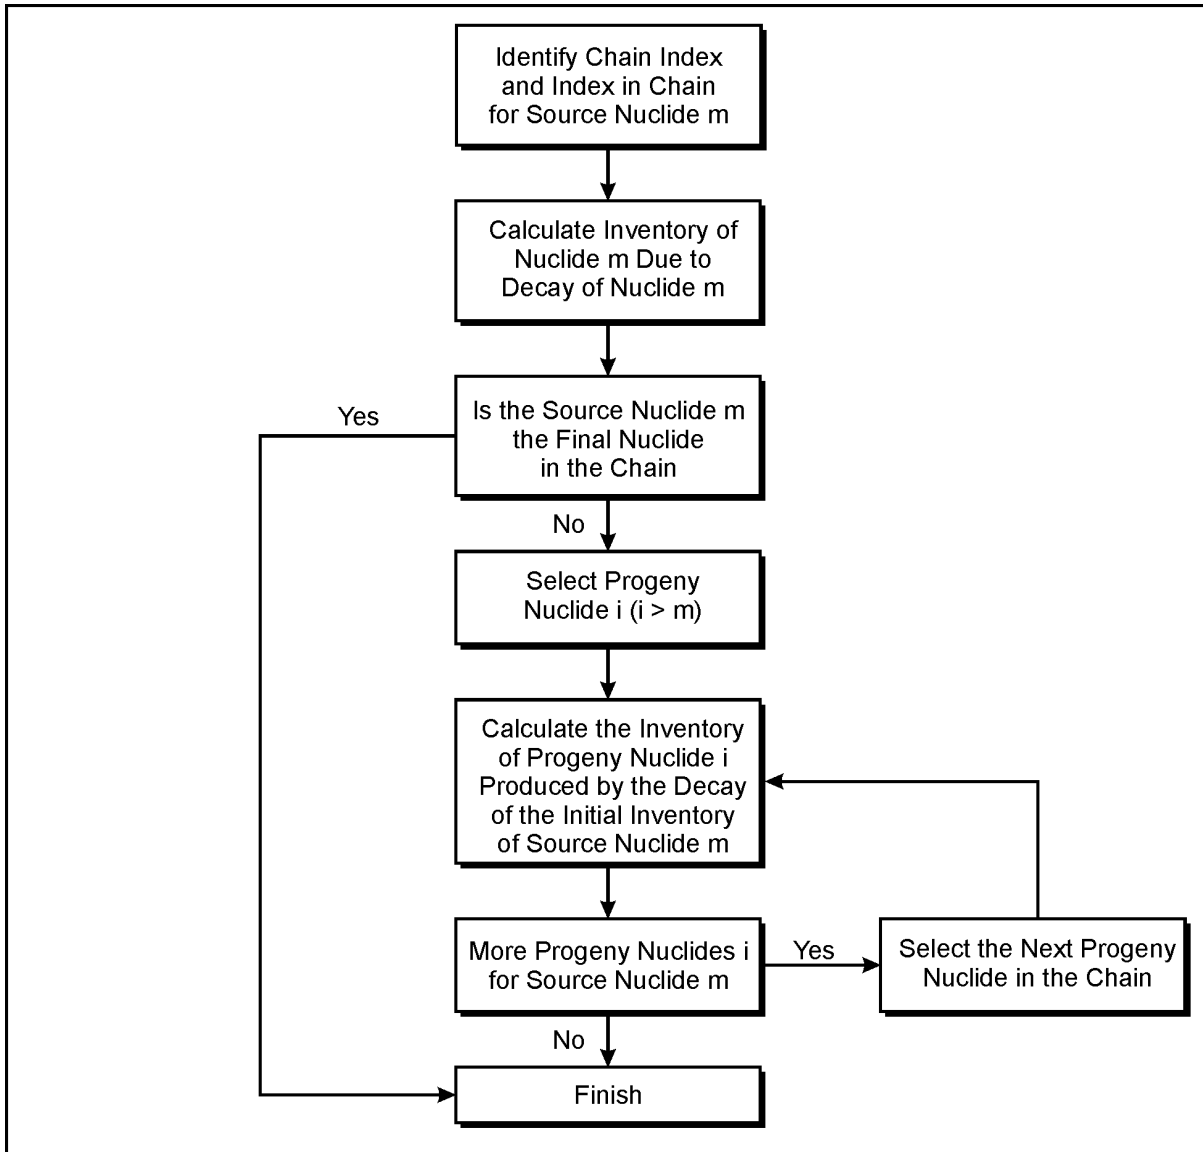 Identify Chain Index
and Index in Chain
for Source Nuclide m
Calculate Inventory of
Nuclide m Due to
Decay of Nuclide m
Yes
Is the Source Nuclide m
the Final Nuclide
in the Chain
No
Select Progeny
Nuclide i (i > m)
Calculate the Inventory
of Progeny Nuclide i
Produced by the Decay
of the Initial Inventory
of Source Nuclide m
More Progeny Nuclides i
for Source Nuclide m
Yes
Select the Next Progeny
Nuclide in the Chain
No
Finish